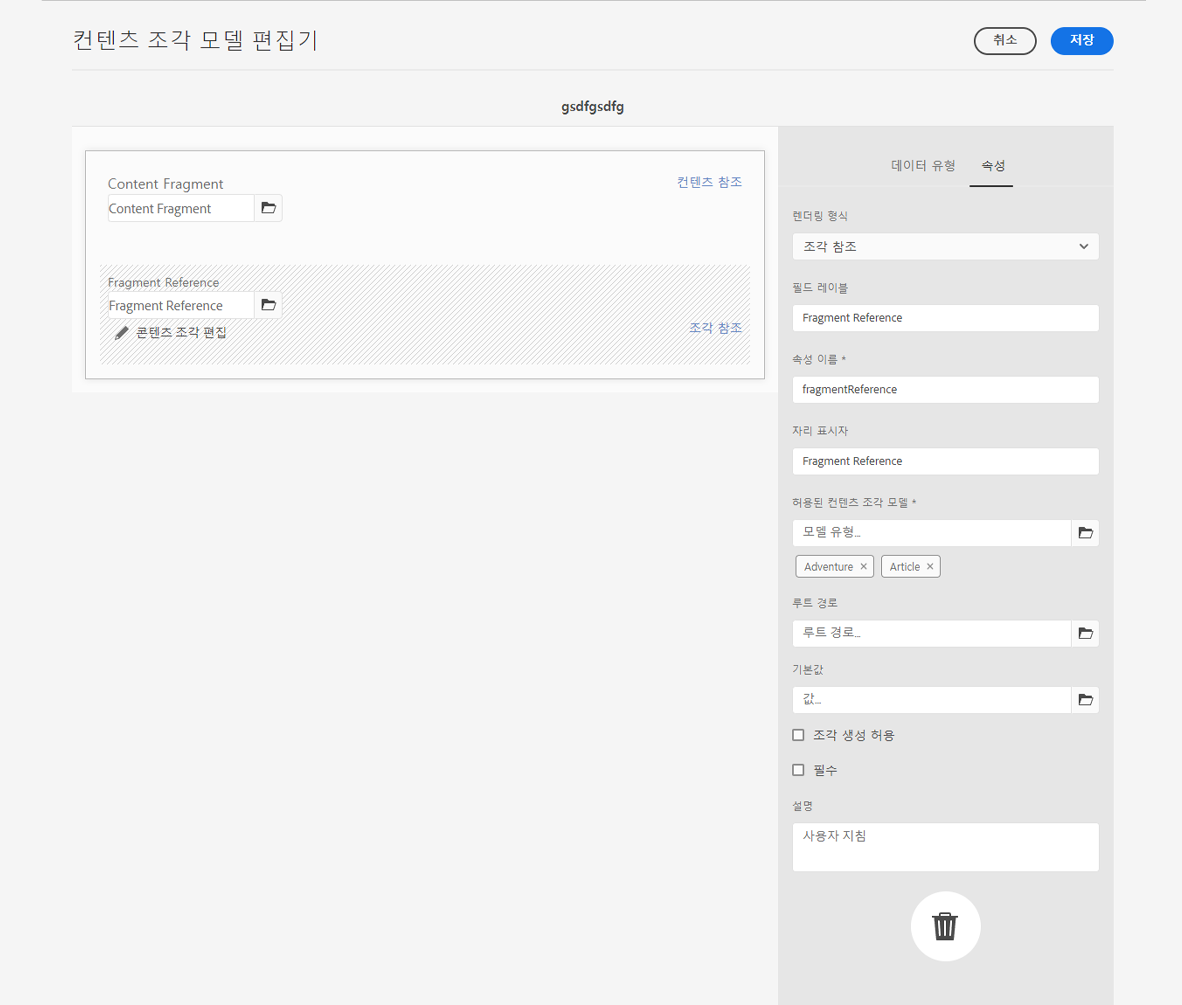 컨텐츠 조각 모델 편집기
취소
저장
gsdfgsdfg
Content Fragment
컨텐츠 참조
Content Fragment
Fragment Reference
Fragment Reference
콘텐츠 조각 편집
조각 참조
데이터 유형
속성
렌더링 형식
조각 참조
필드 레이블
Fragment Reference
속성 이름 *
fragmentReference
자리 표시자
Fragment Reference
허용된 컨텐츠 조각 모델 *
모델 유형...
Adventure ×
Article ×
루트 경로
루트 경로...
기본값
값...
조각 생성 허용
필수
설명
사용자 지침